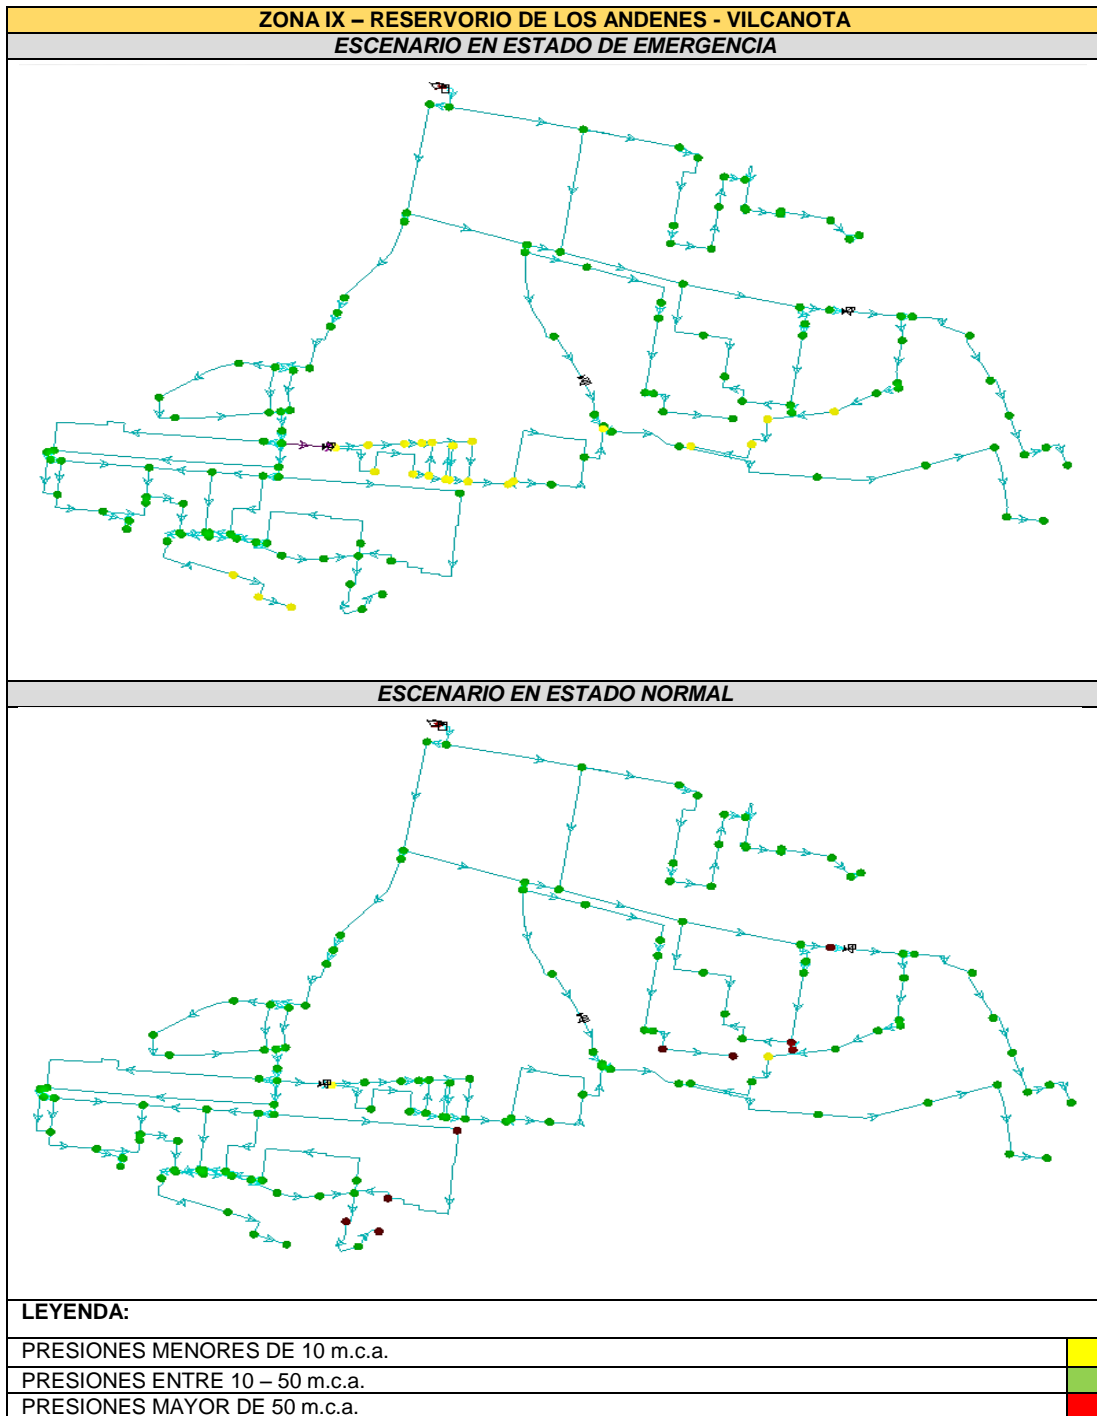 ZONA IX – RESERVORIO DE LOS ANDENES - VILCANOTA
ESCENARIO EN ESTADO DE EMERGENCIA
ESCENARIO EN ESTADO NORMAL
LEYENDA:
PRESIONES MENORES DE 10 m.c.a.
PRESIONES ENTRE 10 – 50 m.c.a.
PRESIONES MAYOR DE 50 m.c.a.